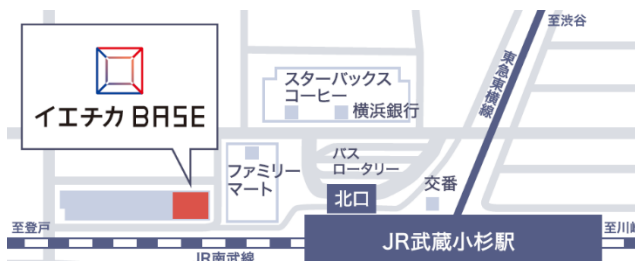 至渋谷
東急東横線
イエチカ BASE
スターバックス
コーヒー
横浜銀行
ファミリー
マート
バス
ロータリー
北口
交番
至登戸
JR南武線
JR武蔵小杉駅
至川崎